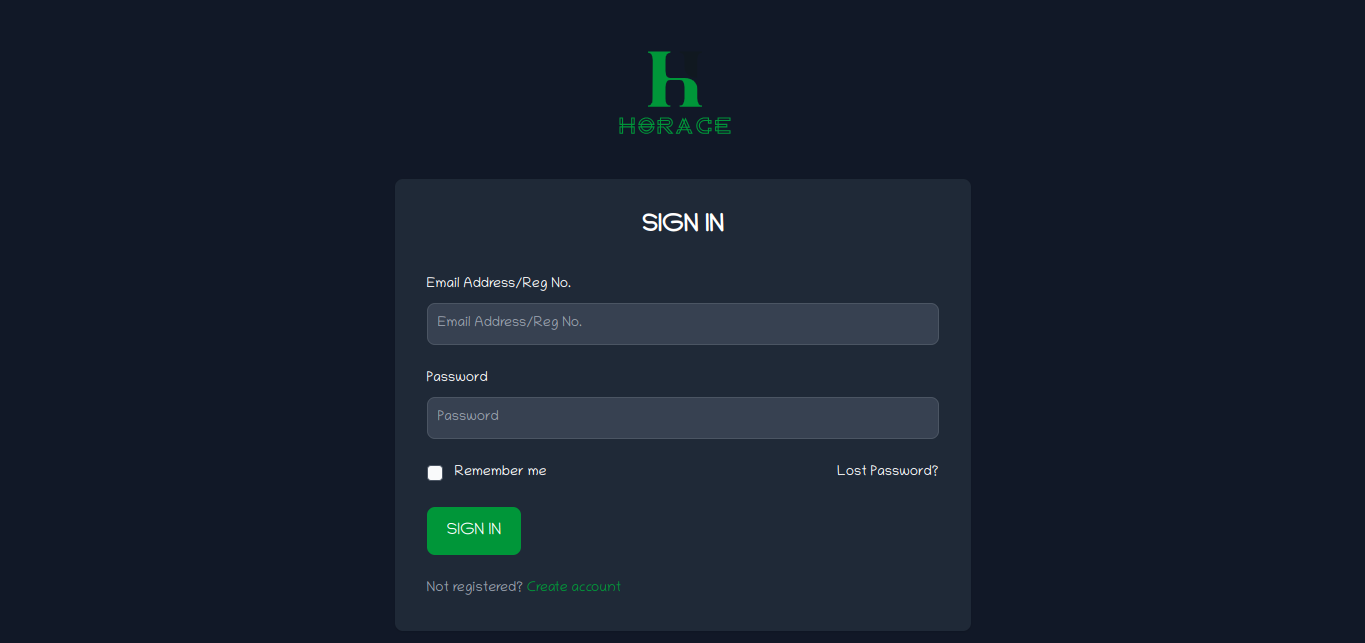 h
HORACE
SIGN IN
Email Address/Reg No.
Email Address/Reg No.
Password
Password
Remember me
Lost Password?
SIGN IN
Not registered? Create account